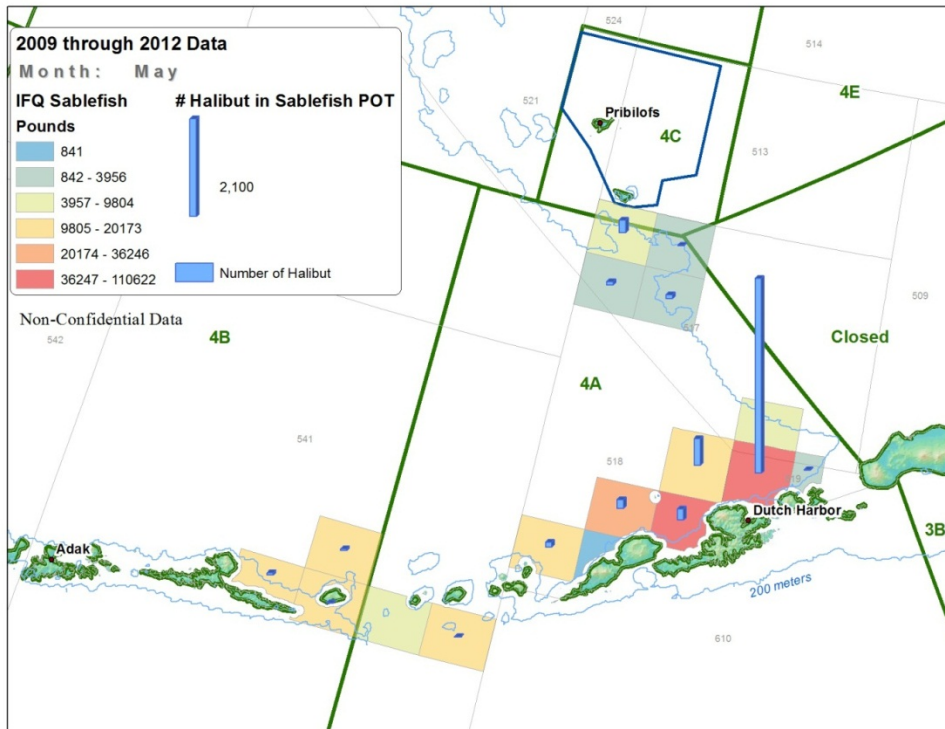 2009 through 2012 Data
Month: May
IFQ Sablefish
# Halibut in Sablefish POT
Pounds
841
842 - 3956
3957 - 9804
9805 - 20173
20174 - 36246
36247 - 110622
2,100
Number of Halibut
Non-Confidential Data
524
514
521
4E
Pribilofs
4C
513
509
517
542
4B
Closed
4A
541
518
19
Dutch Harbor
Adak
3B
200 meters
610